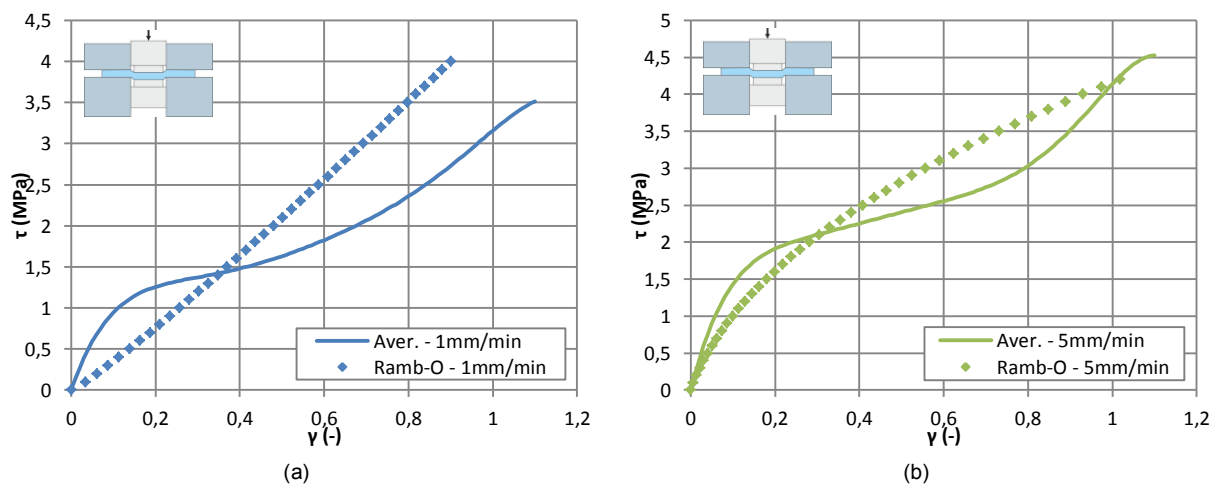 4,5
4
3,5
3
2,5
2
1,5
1
0,5
0
τ (MPa)
0 0,2 0,4 0,6 0,8 1 1,2
γ (-)
Aver. - 1mm/min
Ramb-O - 1mm/min
(a)
5
4,5
4
3,5
3
2,5
2
1,5
1
0,5
0
τ (MPa)
0 0,2 0,4 0,6 0,8 1 1,2
γ (-)
Aver. - 5mm/min
Ramb-O - 5mm/min
(b)